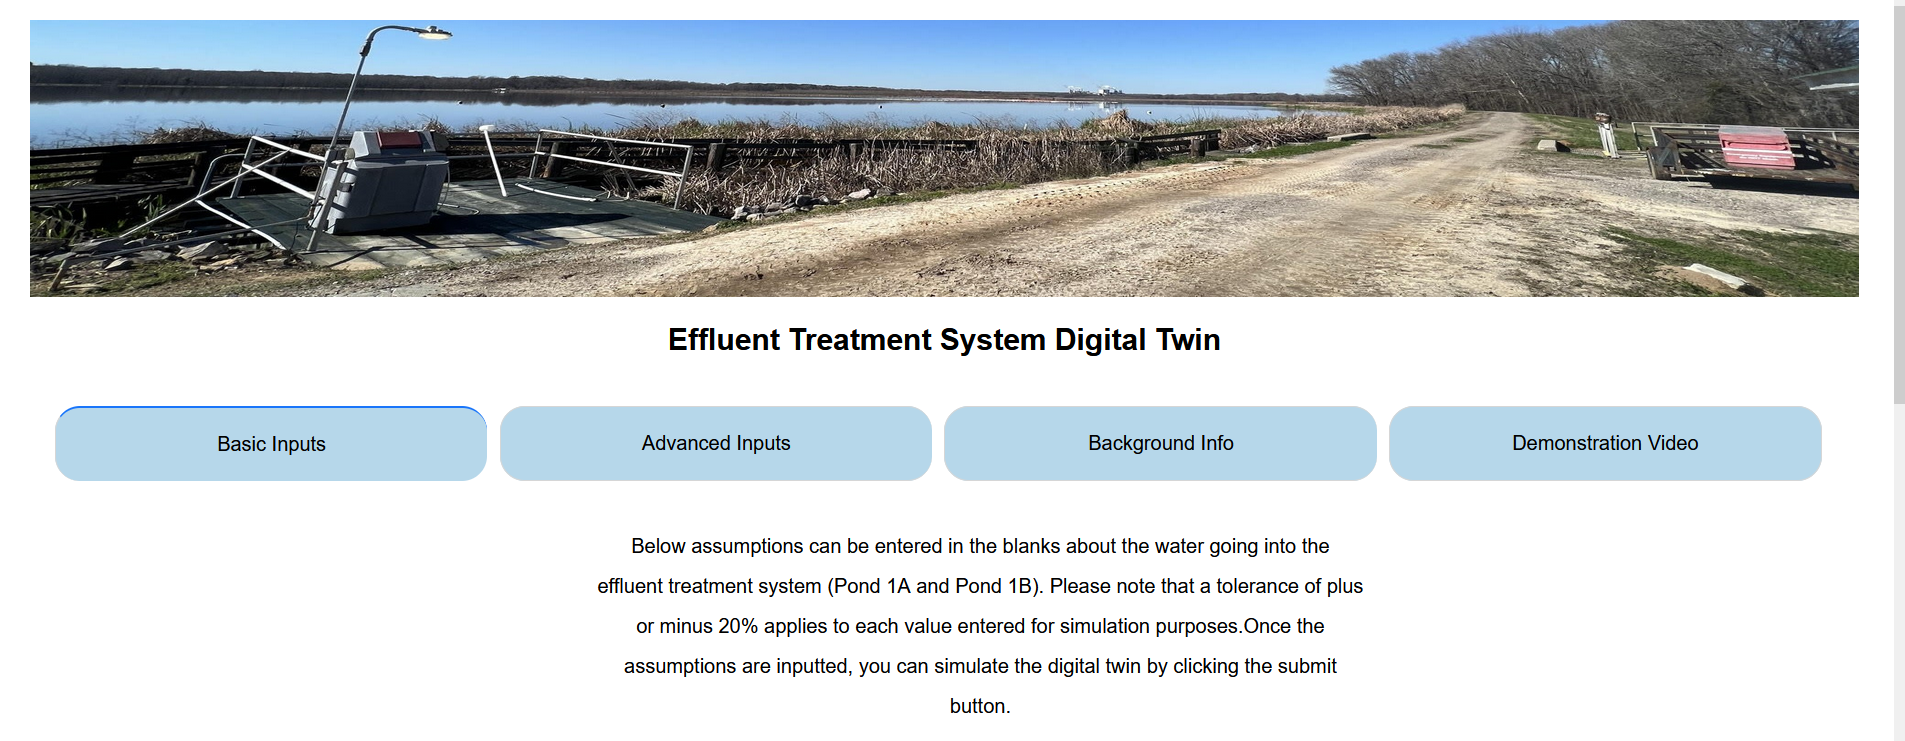 Effluent Treatment System Digital Twin
Basic Inputs
Advanced Inputs
Background Info
Demonstration Video
Below assumptions can be entered in the blanks about the water going into the
effluent treatment system (Pond 1A and Pond 1B). Please note that a tolerance of plus
or minus 20% applies to each value entered for simulation purposes.Once the
assumptions are inputted, you can simulate the digital twin by clicking the submit
button.